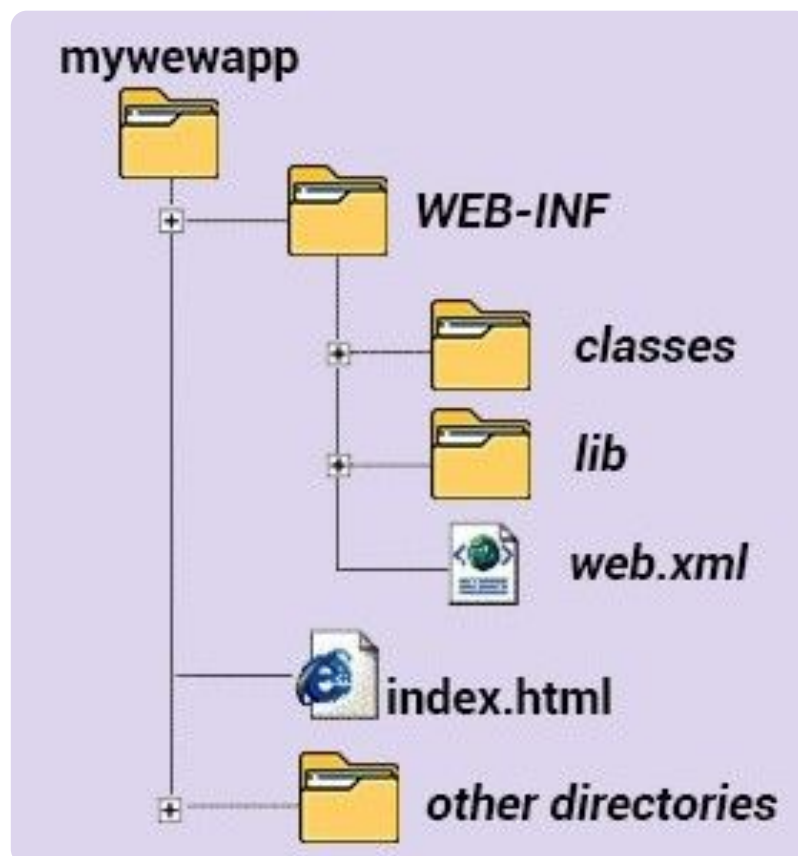 mywewapp
WEB-INF
classes
lib
web.xml
index.html
other directories